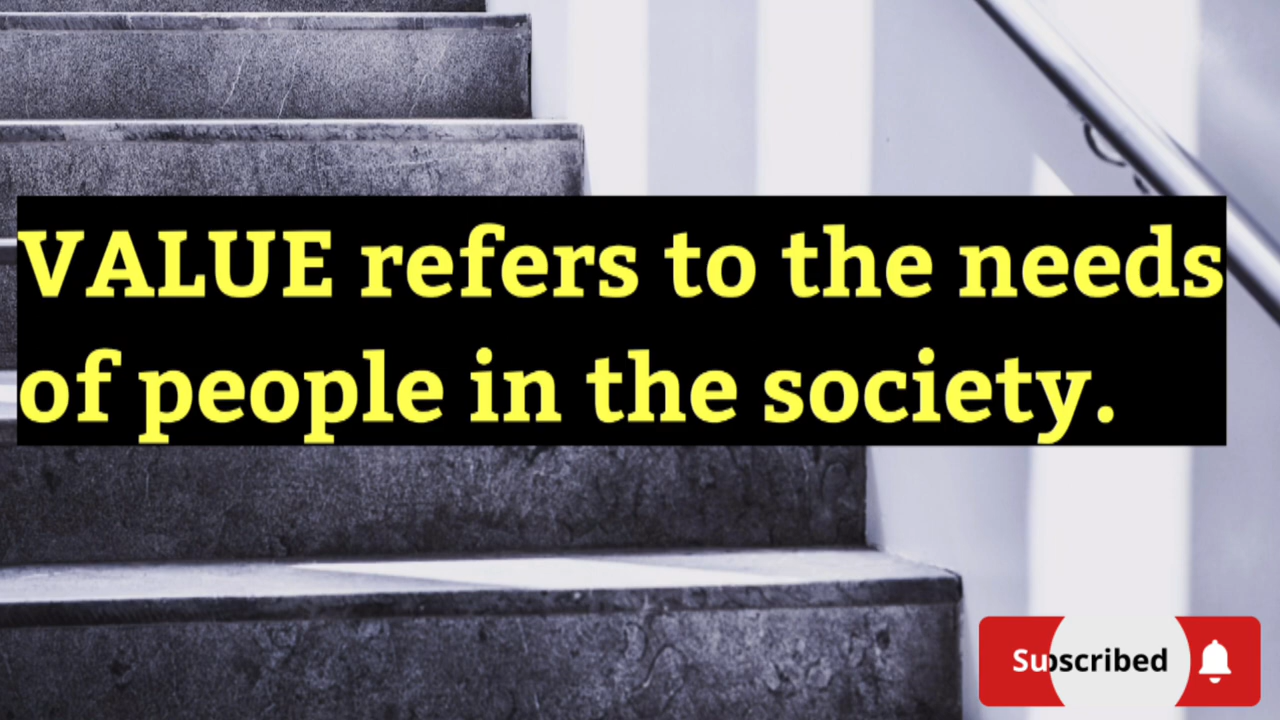 VALUE refers to the needs
of people in the society.
Subscribed